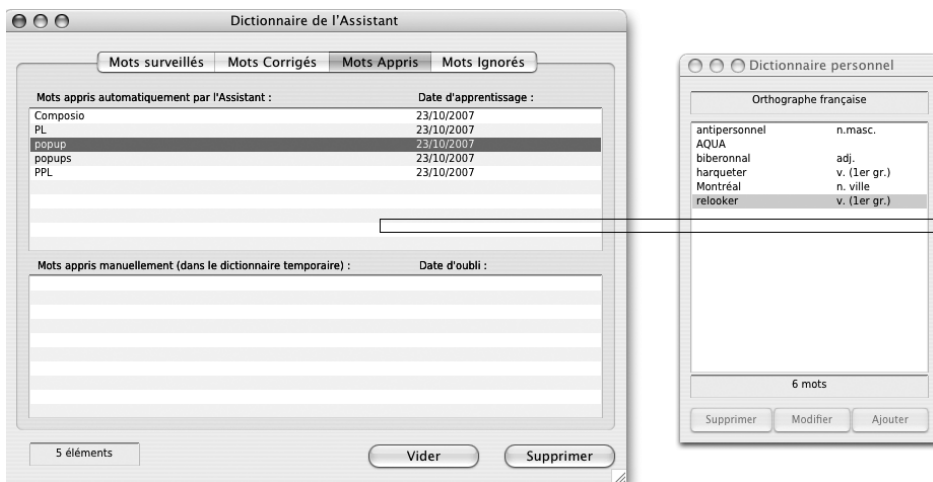 Dictionnaire de l'Assistant
Mots surveillés Mots Corrigés Mots Appris Mots Ignorés
Mots appris automatiquement par l'Assistant : Date d'apprentissage :
Composio 23/10/2007
PL 23/10/2007
popup 23/10/2007
popups 23/10/2007
PPL 23/10/2007
Mots appris manuellement (dans le dictionnaire temporaire) : Date d'oubli :
5 éléments
Vider Supprimer
Dictionnaire personnel
Orthographe française
antipersonnel n.masc.
AQUA
biberonnal adj.
harqueter v. (1er gr.)
Montréal n. ville
relooker v. (1er gr.)
6 mots
Supprimer Modifier Ajouter